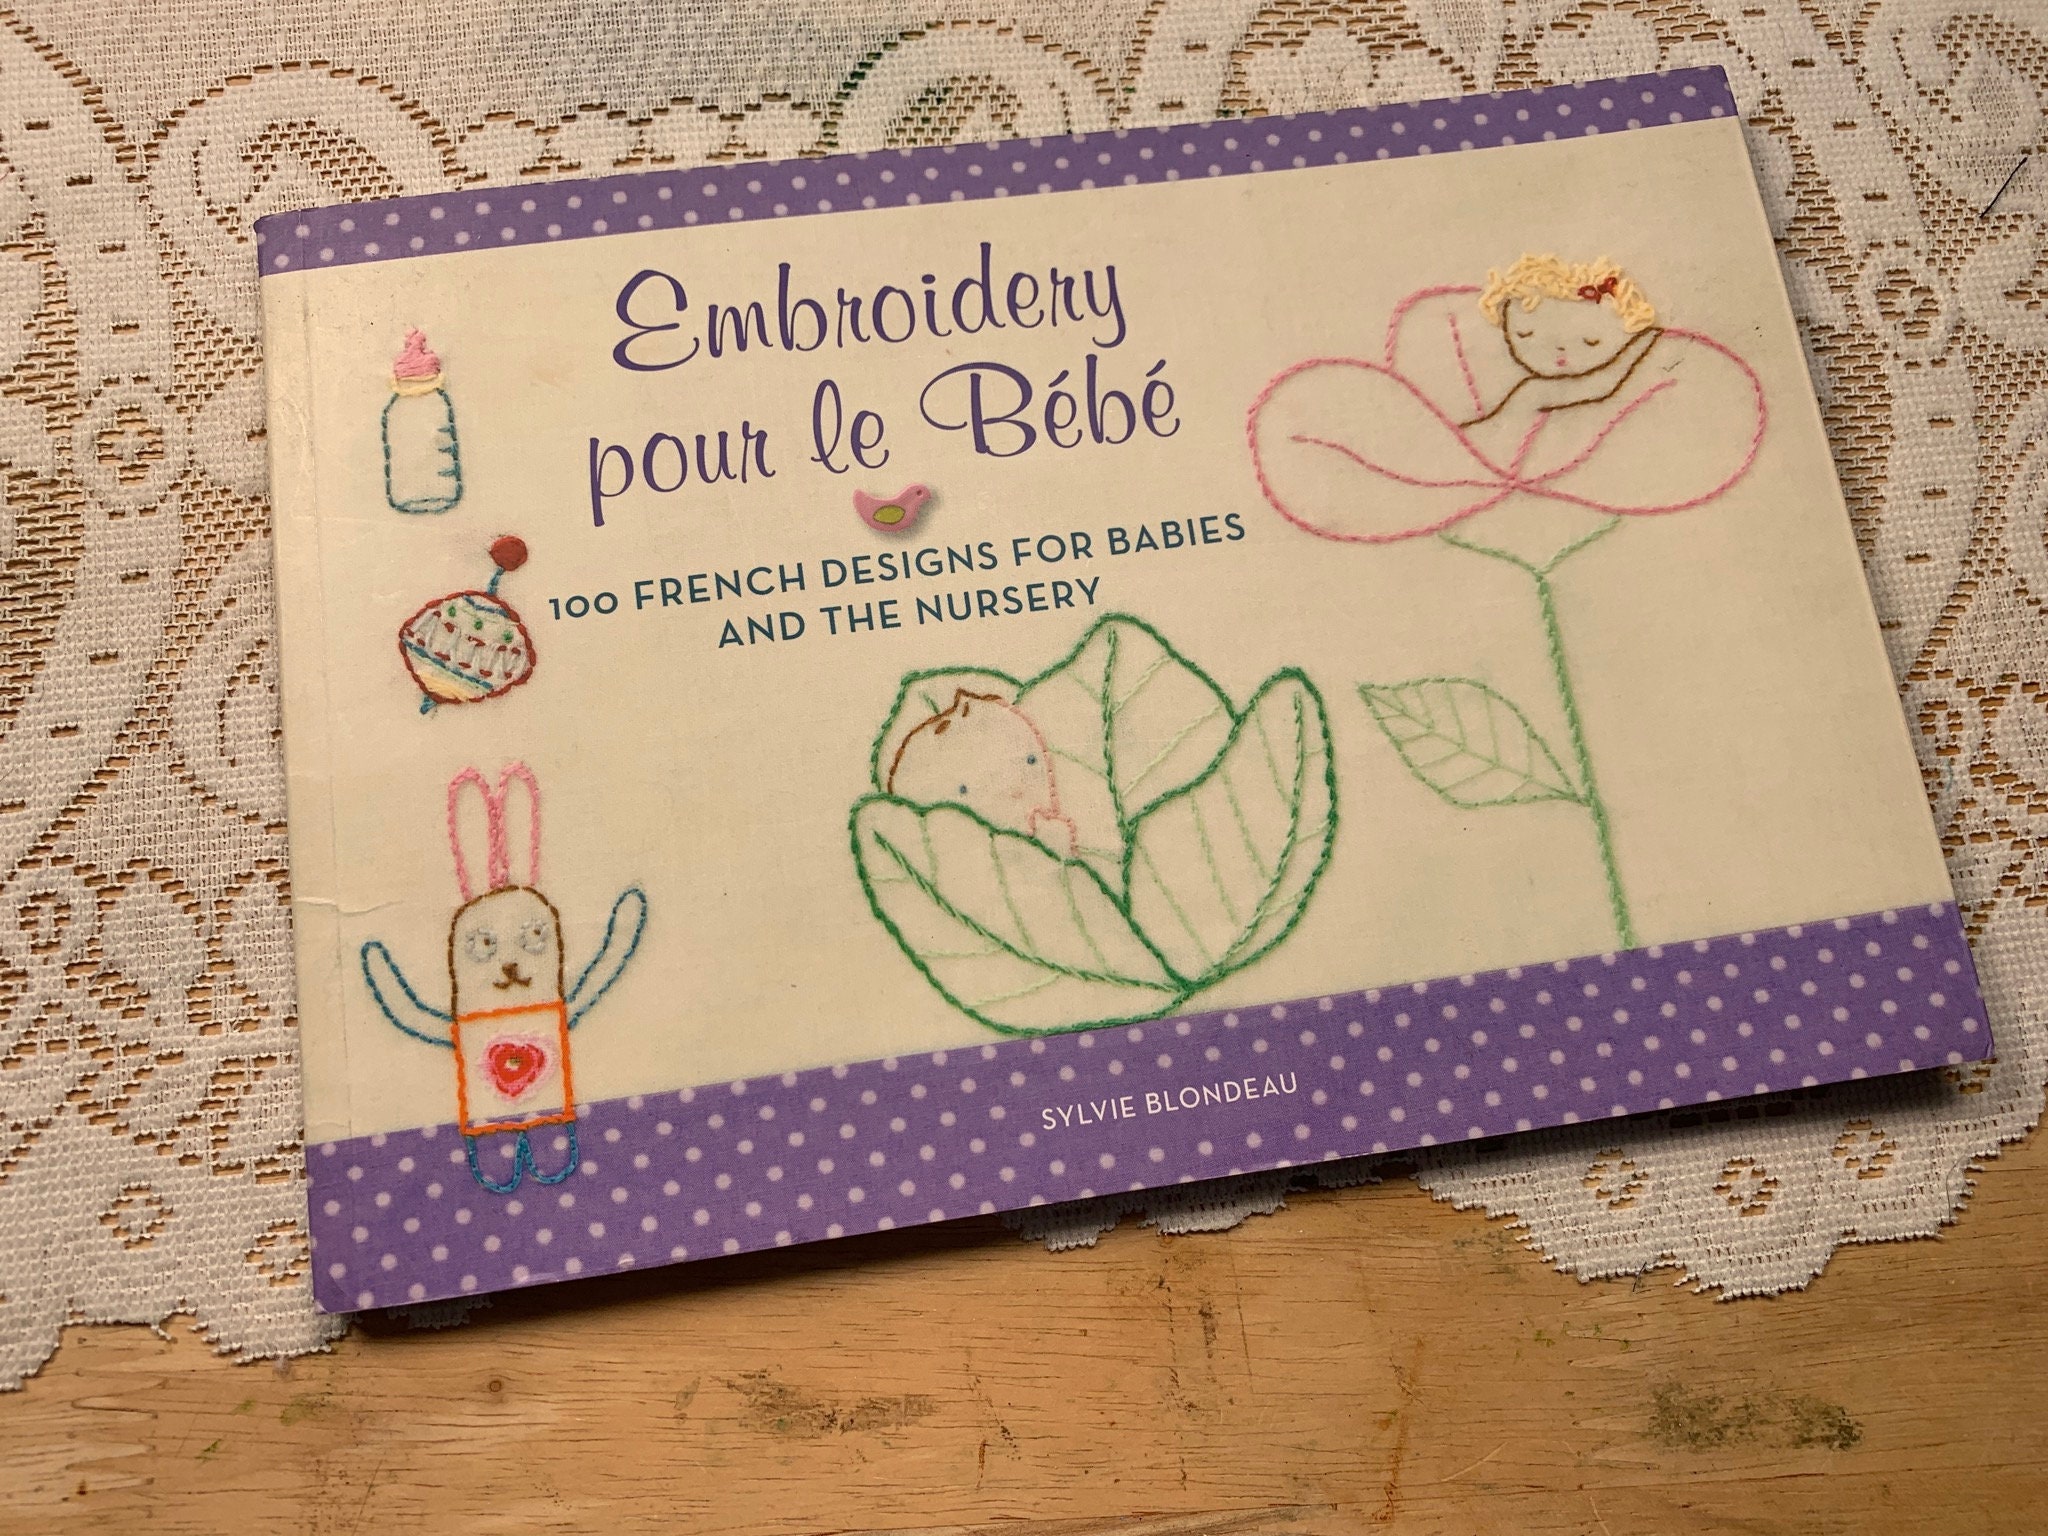 Embroidery
pour le Bébé
100 FRENCH DESIGNS FOR BABIES
AND THE NURSERY
SYLVIE BLONDEAU